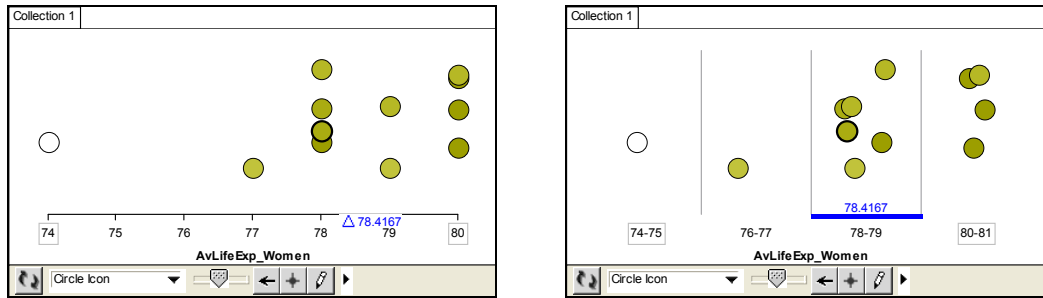 Collection 1
78.4167
74 75 76 77 78 79 80
AvLifeExp_Women
Circle Icon
Collection 1
78.4167
74-75 76-77 78-79 80-81
AvLifeExp_Women
Circle Icon